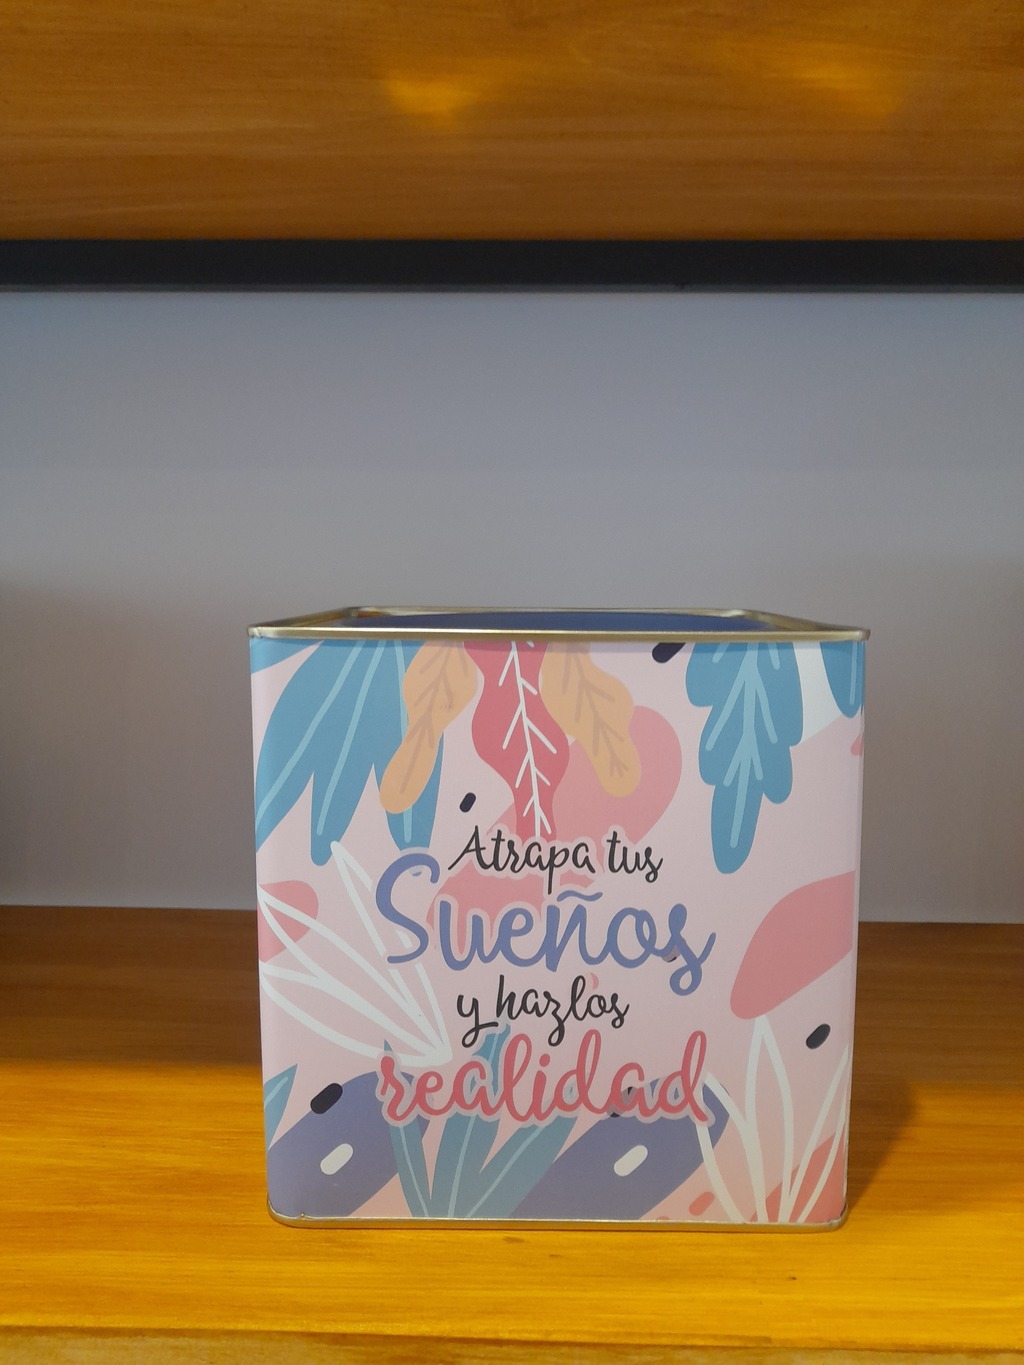 Atrapa tus
Sueños
y hazlos
realidad